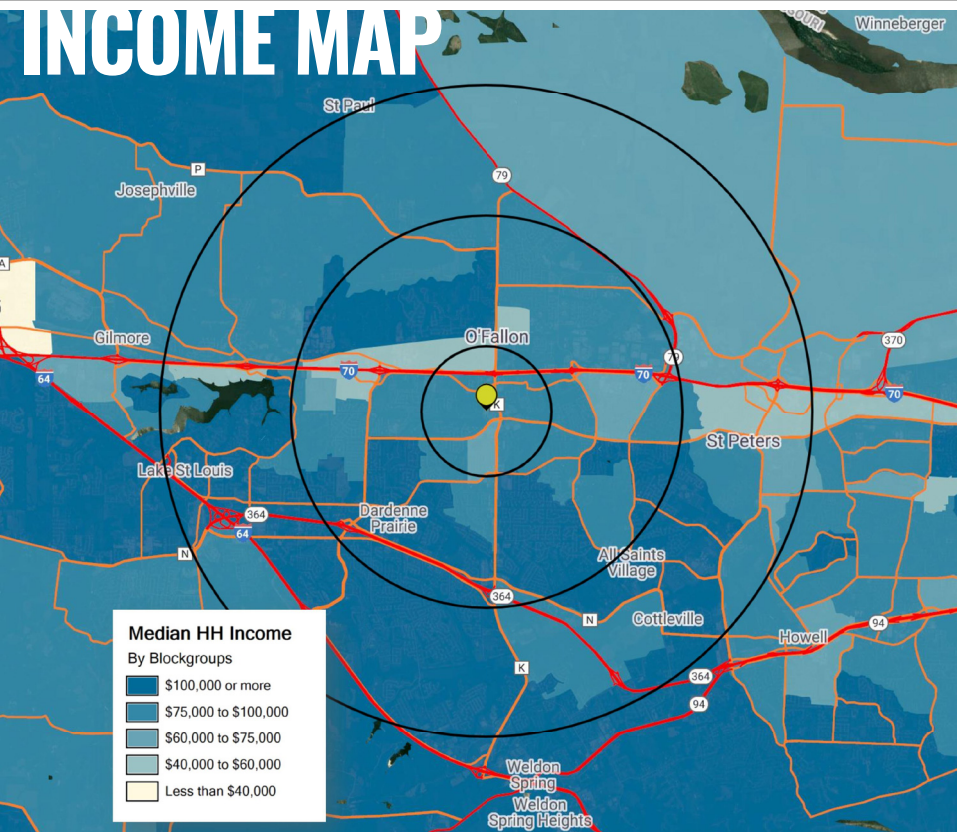 INCOME MAP
OURI
Winneberger
St Paul
P
79
Josephville
A
O'Fallon
Gilmore
370
70
64
70
70
70
K
St Peters
Lake St Louis
364
Dardenne
Prairie
64
N
All Saints
Village
364
N
Cottleville
94
Howell
K
364
94
Weldon
Spring
Weldon
Spring Heights
Median HH Income
By Blockgroups
$100,000 or more
$75,000 to $100,000
$60,000 to $75,000
$40,000 to $60,000
Less than $40,000